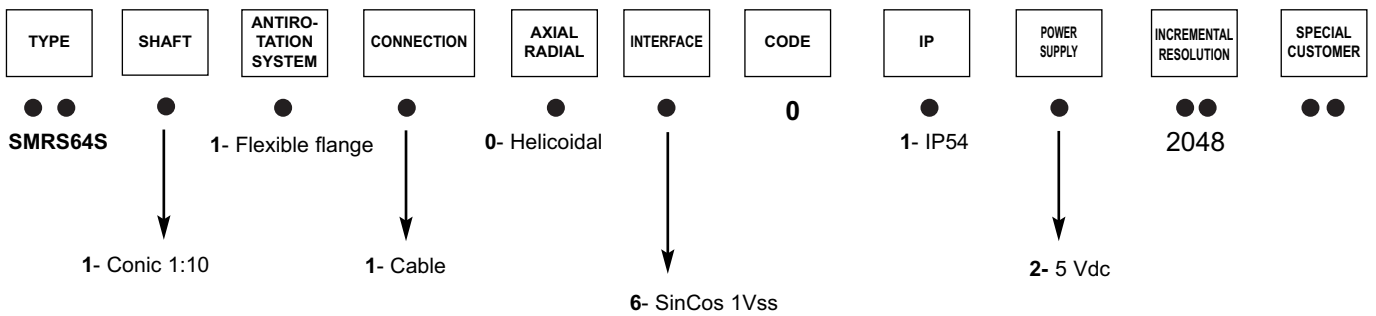 TYPE
SHAFT
ANTIRO-
TATION
SYSTEM
CONNECTION
AXIAL
RADIAL
INTERFACE
CODE
IP
POWER
SUPPLY
INCREMENTAL
RESOLUTION
SPECIAL
CUSTOMER
0
SMRS64S
1- Flexible flange
0- Helicoidal
1- IP54
2048
1- Conic 1:10
1- Cable
2- 5 Vdc
6- SinCos 1Vss